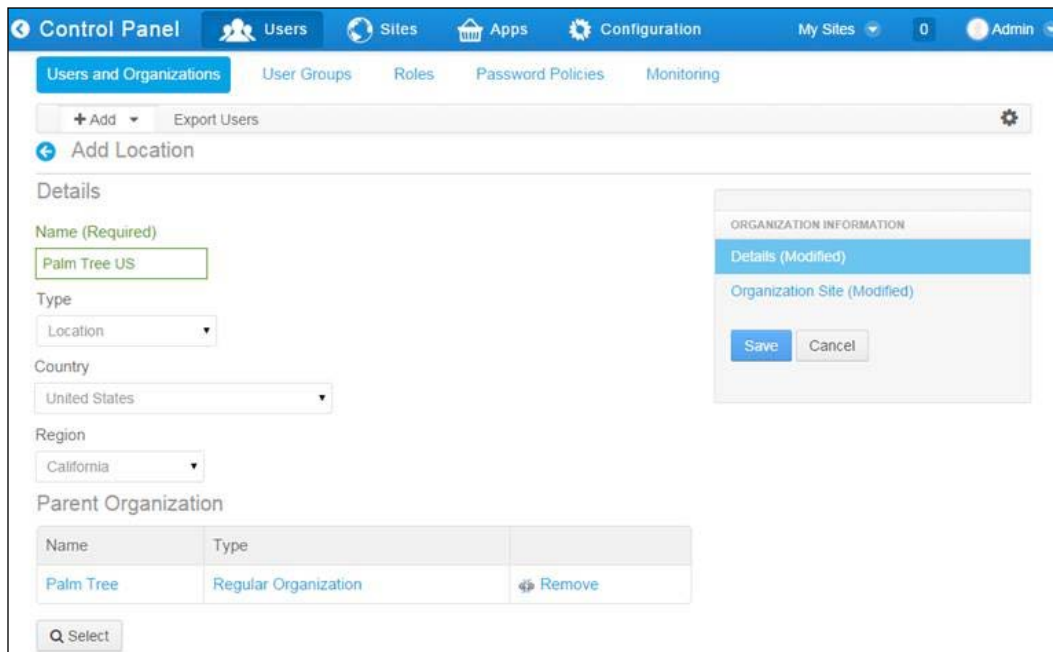 Control Panel Users Sites Apps Configuration My Sites 0 Admin
Users and Organizations User Groups Roles Password Policies Monitoring
+ Add Export Users
Add Location
Details
Name (Required)
Palm Tree US
Type
Location
Country
United States
Region
California
Parent Organization
Name Type
Palm Tree Regular Organization Remove
Select
ORGANIZATION INFORMATION
Details (Modified)
Organization Site (Modified)
Save Cancel